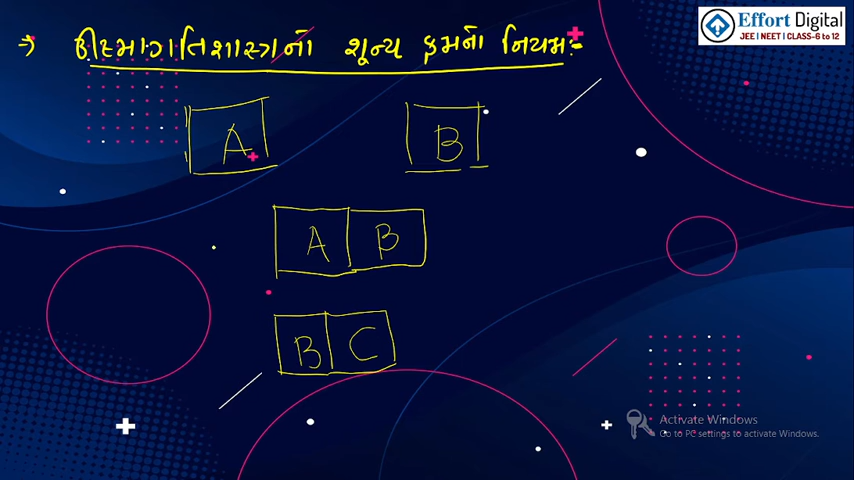 Effort Digital
JEE | NEET | CLASS-6 to 12
→ ઉષ્માગતિશાસ્ત્રનો શૂન્ય ક્રમનો નિયમ:-
A B
A B
B C
Activate Windows
Go to PC settings to activate Windows.